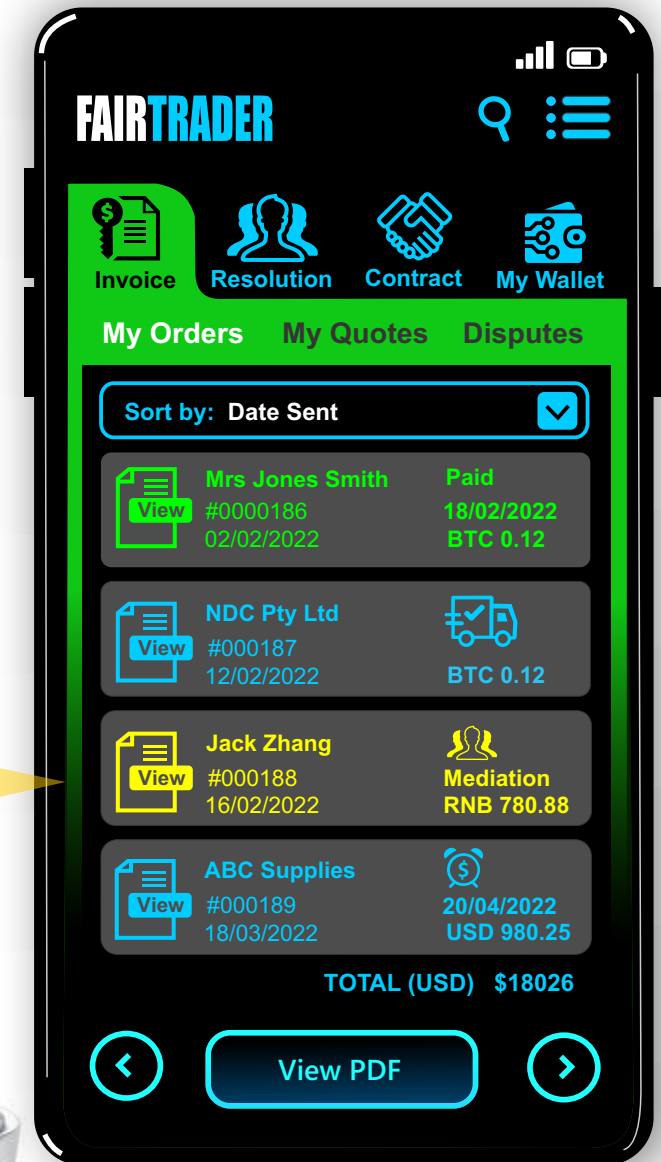 FAIRTRADER
Invoice Resolution Contract My Wallet
My Orders My Quotes Disputes
Sort by: Date Sent
Mrs Jones Smith Paid
View #0000186 18/02/2022
02/02/2022 BTC 0.12
NDC Pty Ltd
View #000187
12/02/2022 BTC 0.12
Jack Zhang
View #000188 Mediation
16/02/2022 RNB 780.88
ABC Supplies
View #000189 20/04/2022
18/03/2022 USD 980.25
TOTAL (USD) $18026
View PDF